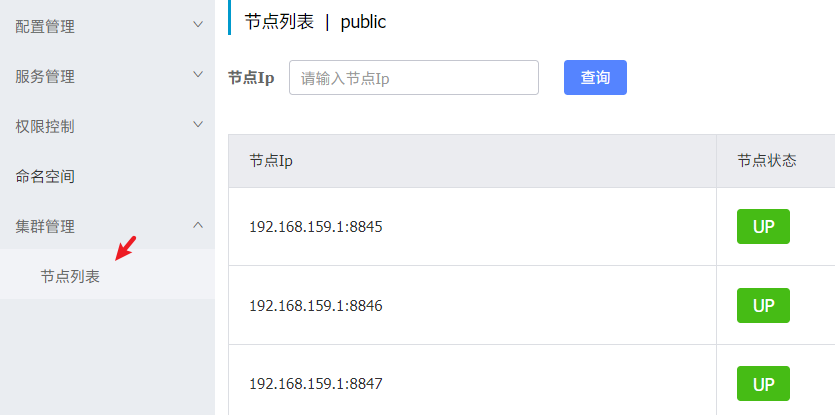 配置管理
服务管理
权限控制
命名空间
集群管理
节点列表
节点列表 | public
节点Ip 请输入节点Ip 查询
节点Ip 节点状态
192.168.159.1:8845 UP
192.168.159.1:8846 UP
192.168.159.1:8847 UP